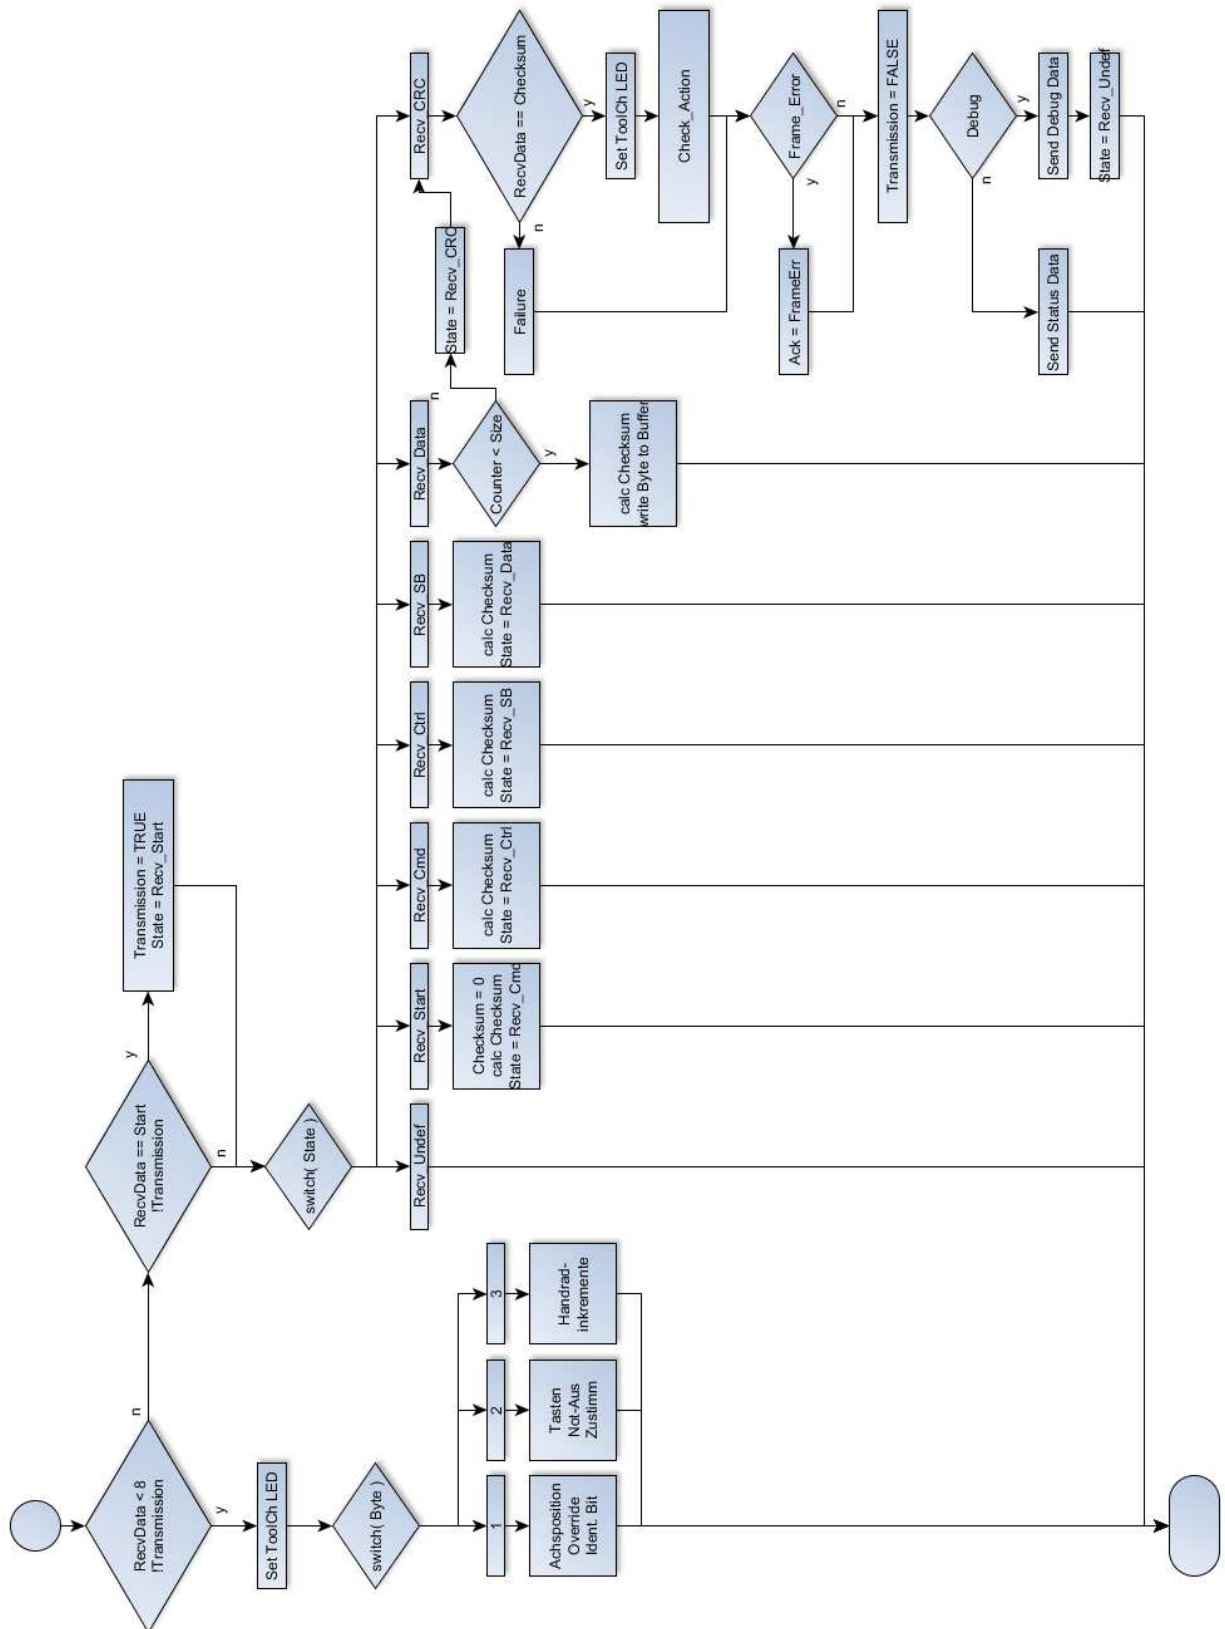 RecvData < 8
!Transmission
n
y
Set ToolCh LED
switch( Byte )
1
Achsposition
Override
Ident. Bit
2
Tasten
Not-Aus
Zustimm
3
Handrad-
inkremente
RecvData == Start
!Transmission
y
n
Transmission = TRUE
State = Recv_Start
switch( State )
Recv_Undef
Recv_Start
Checksum = 0
calc Checksum
State = Recv_Cmd
Recv_Cmd
calc Checksum
State = Recv_Ctrl
Recv_Ctrl
calc Checksum
State = Recv_SB
Recv_SB
calc Checksum
State = Recv_Data
Recv_Data
Counter < Size
n
y
calc Checksum
write Byte to Buffer
State = Recv_CRC
Recv_CRC
RecvData == Checksum
n
y
Failure
Set ToolCh LED
Check_Action
Frame_Error
y
n
Ack = FrameErr
Transmission = FALSE
Debug
n
y
Send Status Data
Send Debug Data
State = Recv_Undef